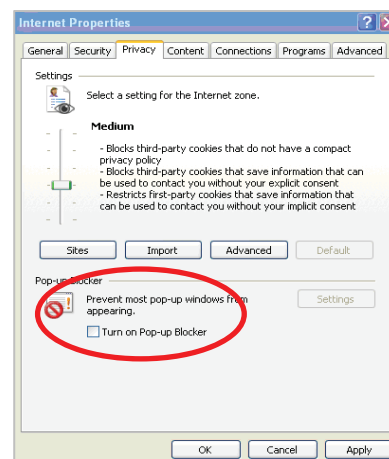 Internet Properties
General Security Privacy Content Connections Programs Advanced
Settings
Select a setting for the Internet zone.
Medium
- Blocks third-party cookies that do not have a compact
privacy policy
- Blocks third-party cookies that save information that can
be used to contact you without your explicit consent
- Restricts first-party cookies that save information that
can be used to contact you without your implicit consent
Sites Import Advanced Default
Pop-up Blocker
Prevent most pop-up windows from
appearing.
Settings
Turn on Pop-up Blocker
OK Cancel Apply